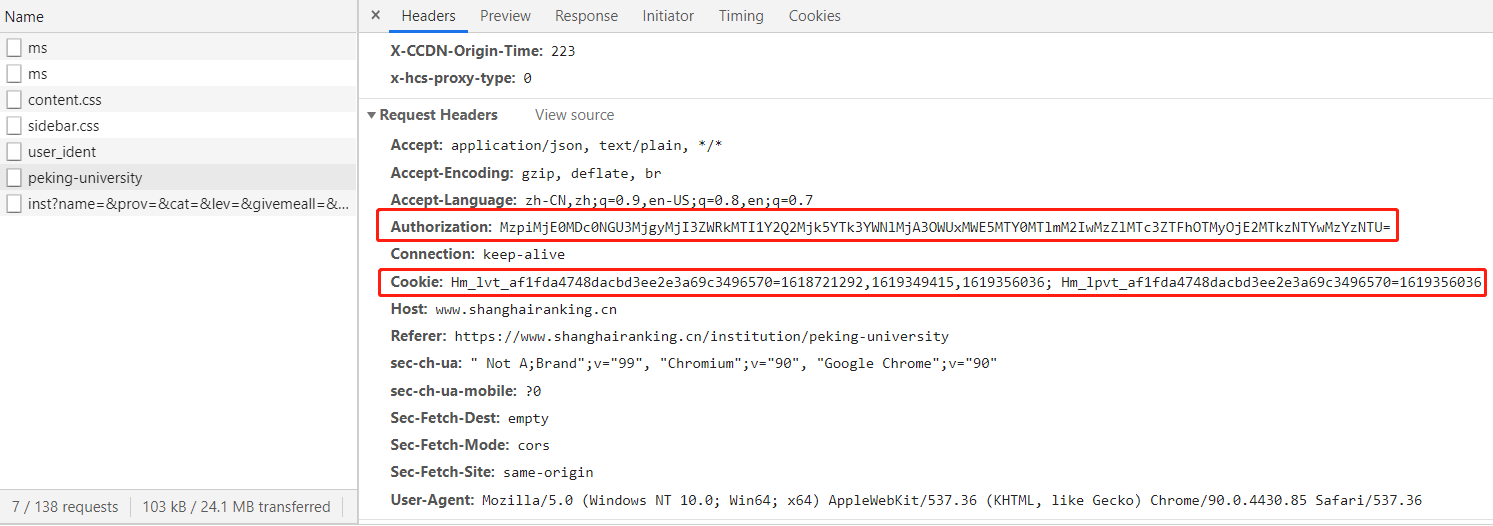 Name
ms
ms
content.css
sidebar.css
user_ident
peking-university
inst?name=&prov=&cat=&lev=&givemeall=&...
7 / 138 requests 103 kB / 24.1 MB transferred
× Headers Preview Response Initiator Timing Cookies
X-CCDN-Origin-Time: 223
x-hcs-proxy-type: 0
Request Headers View source
Accept: application/json, text/plain, */*
Accept-Encoding: gzip, deflate, br
Accept-Language: zh-CN,zh;q=0.9,en-US;q=0.8,en;q=0.7
Authorization: MzpiMjE0MDc0NGU3MjgyMjI3ZWRkMTI1Y2Q2Mjk5YTk3YWNlMjA3OWUxMWE5MTY0MTlmM2IwMzZlMTc3ZTFhOTMyOjE2MTkzNTYwMzYzNTU=
Connection: keep-alive
Cookie: Hm_lvt_af1fda4748dacbd3ee2e3a69c3496570=1618721292,1619349415,1619356036; Hm_lpvt_af1fda4748dacbd3ee2e3a69c3496570=1619356036
Host: www.shanghairanking.cn
Referer: https://www.shanghairanking.cn/institution/peking-university
sec-ch-ua: " Not A;Brand";v="99", "Chromium";v="90", "Google Chrome";v="90"
sec-ch-ua-mobile: ?0
Sec-Fetch-Dest: empty
Sec-Fetch-Mode: cors
Sec-Fetch-Site: same-origin
User-Agent: Mozilla/5.0 (Windows NT 10.0; Win64; x64) AppleWebKit/537.36 (KHTML, like Gecko) Chrome/90.0.4430.85 Safari/537.36